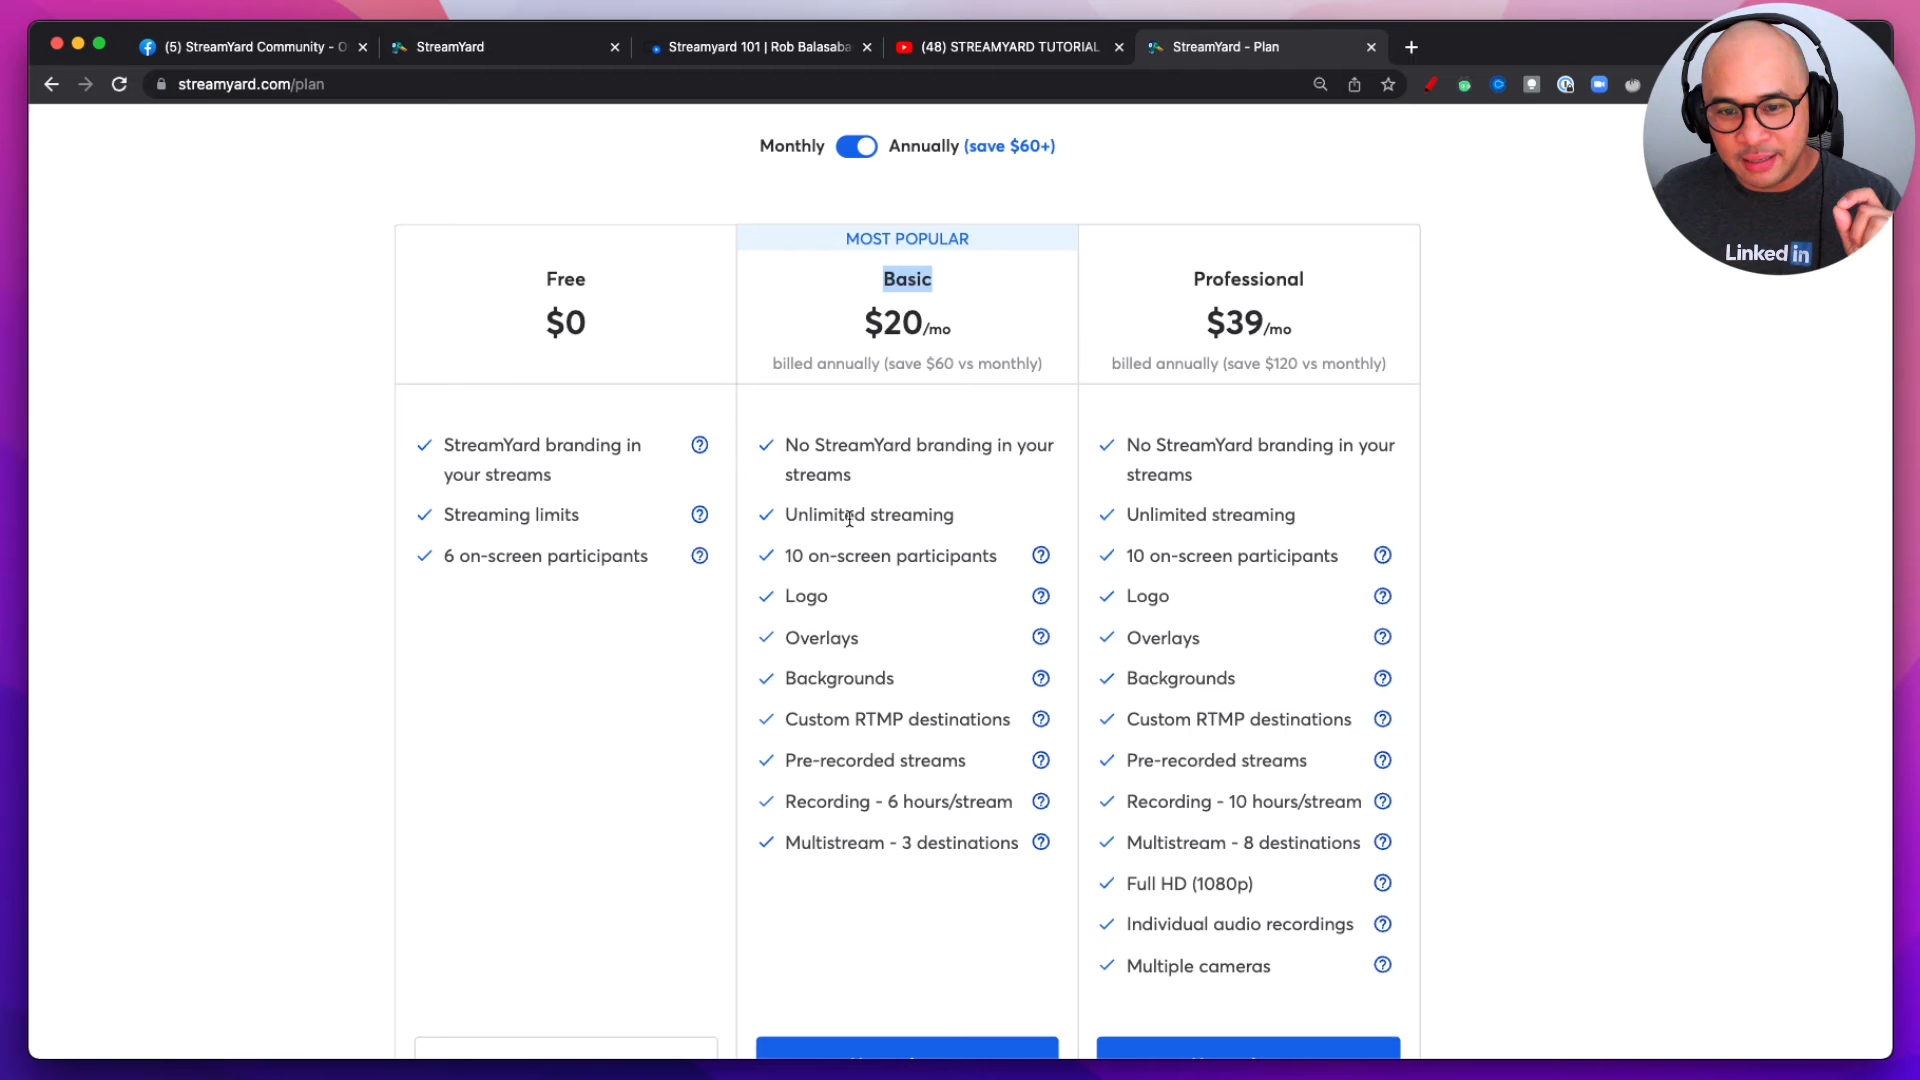 (5) StreamYard Community - O
StreamYard
Streamyard 101 | Rob Balasaba
(48) STREAMYARD TUTORIAL
StreamYard - Plan
streamyard.com/plan
Monthly
Annually (save $60+)
Linked in
MOST POPULAR
Free
$0
Basic
$20/mo
billed annually (save $60 vs monthly)
Professional
$39/mo
billed annually (save $120 vs monthly)
StreamYard branding in
your streams
Streaming limits
6 on-screen participants
No StreamYard branding in your
streams
Unlimited streaming
10 on-screen participants
Logo
Overlays
Backgrounds
Custom RTMP destinations
Pre-recorded streams
Recording - 6 hours/stream
Multistream - 3 destinations
No StreamYard branding in your
streams
Unlimited streaming
10 on-screen participants
Logo
Overlays
Backgrounds
Custom RTMP destinations
Pre-recorded streams
Recording - 10 hours/stream
Multistream - 8 destinations
Full HD (1080p)
Individual audio recordings
Multiple cameras